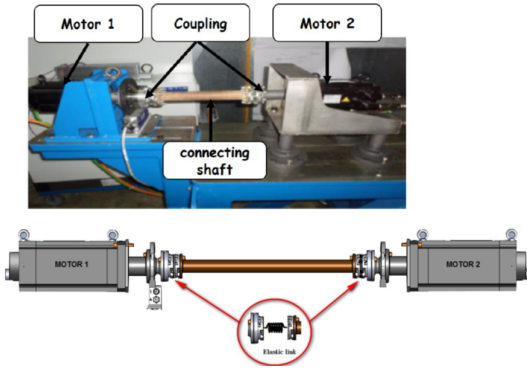 Motor 1
Coupling
Motor 2
connecting
shaft
MOTOR 1
MOTOR 2
Elastic link